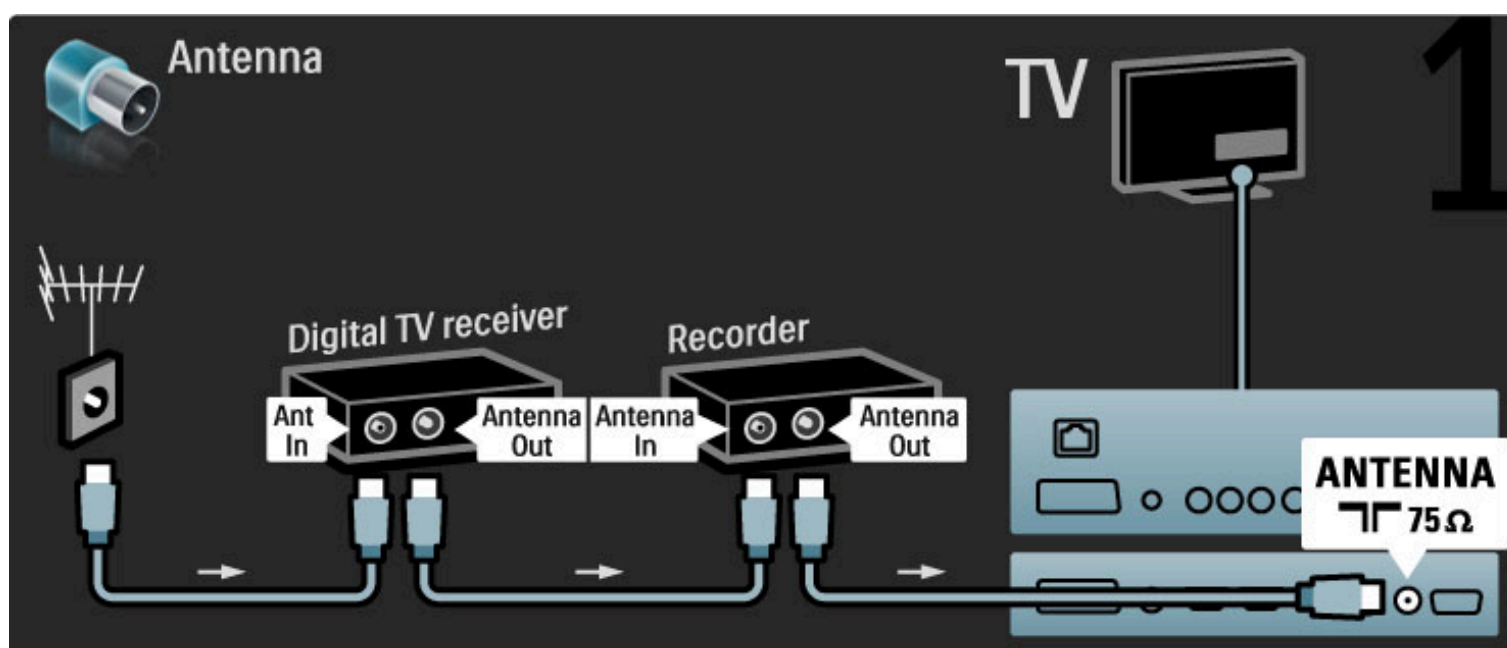 Antenna
TV
1
Digital TV receiver
Recorder
Ant
In
Antenna
Out
Antenna
In
Antenna
Out
ANTENNA
75Ω